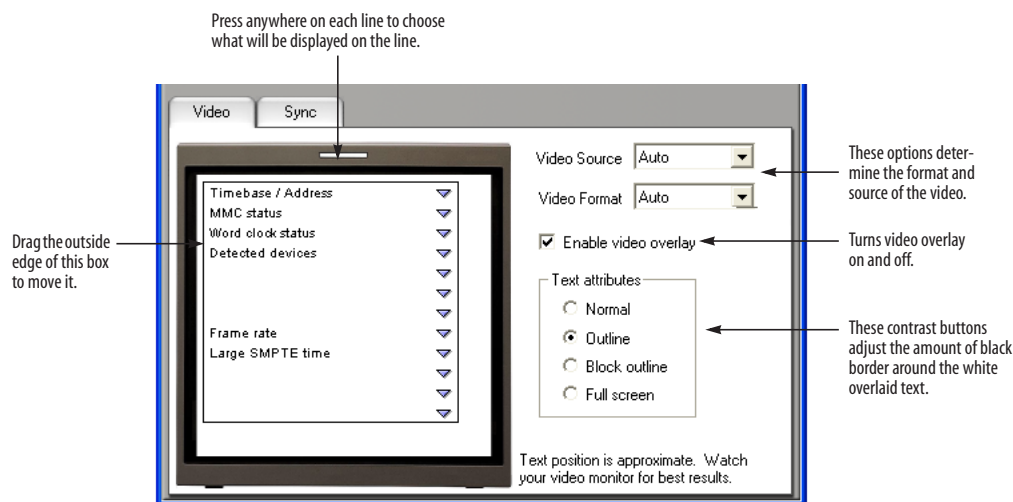 Press anywhere on each line to choose
what will be displayed on the line.
Video
Sync
Timebase / Address
MMC status
Word clock status
Detected devices
Frame rate
Large SMPTE time
Drag the outside
edge of this box
to move it.
Video Source Auto
Video Format Auto
Enable video overlay
Text attributes
Normal
Outline
Block outline
Full screen
Text position is approximate. Watch
your video monitor for best results.
These options deter-
mine the format and
source of the video.
Turns video overlay
on and off.
These contrast buttons
adjust the amount of black
border around the white
overlaid text.